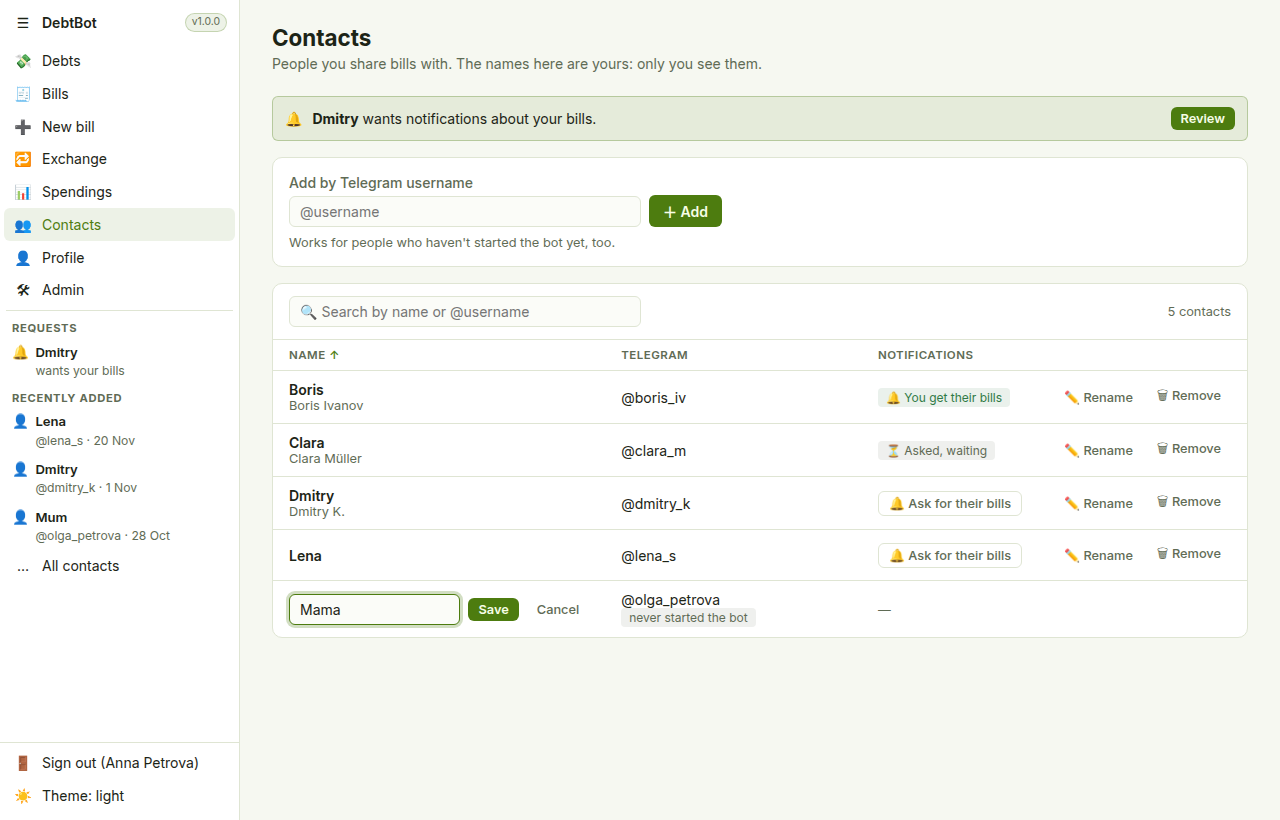 DebtBot
v1.0.0
Debts
Bills
New bill
Exchange
Spendings
Contacts
Profile
Admin
REQUESTS
Dmitry
wants your bills
RECENTLY ADDED
Lena
@lena_s · 20 Nov
Dmitry
@dmitry_k · 1 Nov
Mum
@olga_petrova · 28 Oct
... All contacts
Sign out (Anna Petrova)
Theme: light
Contacts
People you share bills with. The names here are yours: only you see them.
Dmitry wants notifications about your bills.
Review
Add by Telegram username
@username
+ Add
Works for people who haven't started the bot yet, too.
Search by name or @username
5 contacts
NAME ↑ TELEGRAM NOTIFICATIONS
Boris
Boris Ivanov
@boris_iv
You get their bills
Rename
Remove
Clara
Clara Müller
@clara_m
Asked, waiting
Rename
Remove
Dmitry
Dmitry K.
@dmitry_k
Ask for their bills
Rename
Remove
Lena
@lena_s
Ask for their bills
Rename
Remove
Mama
Save
Cancel
@olga_petrova
never started the bot
—